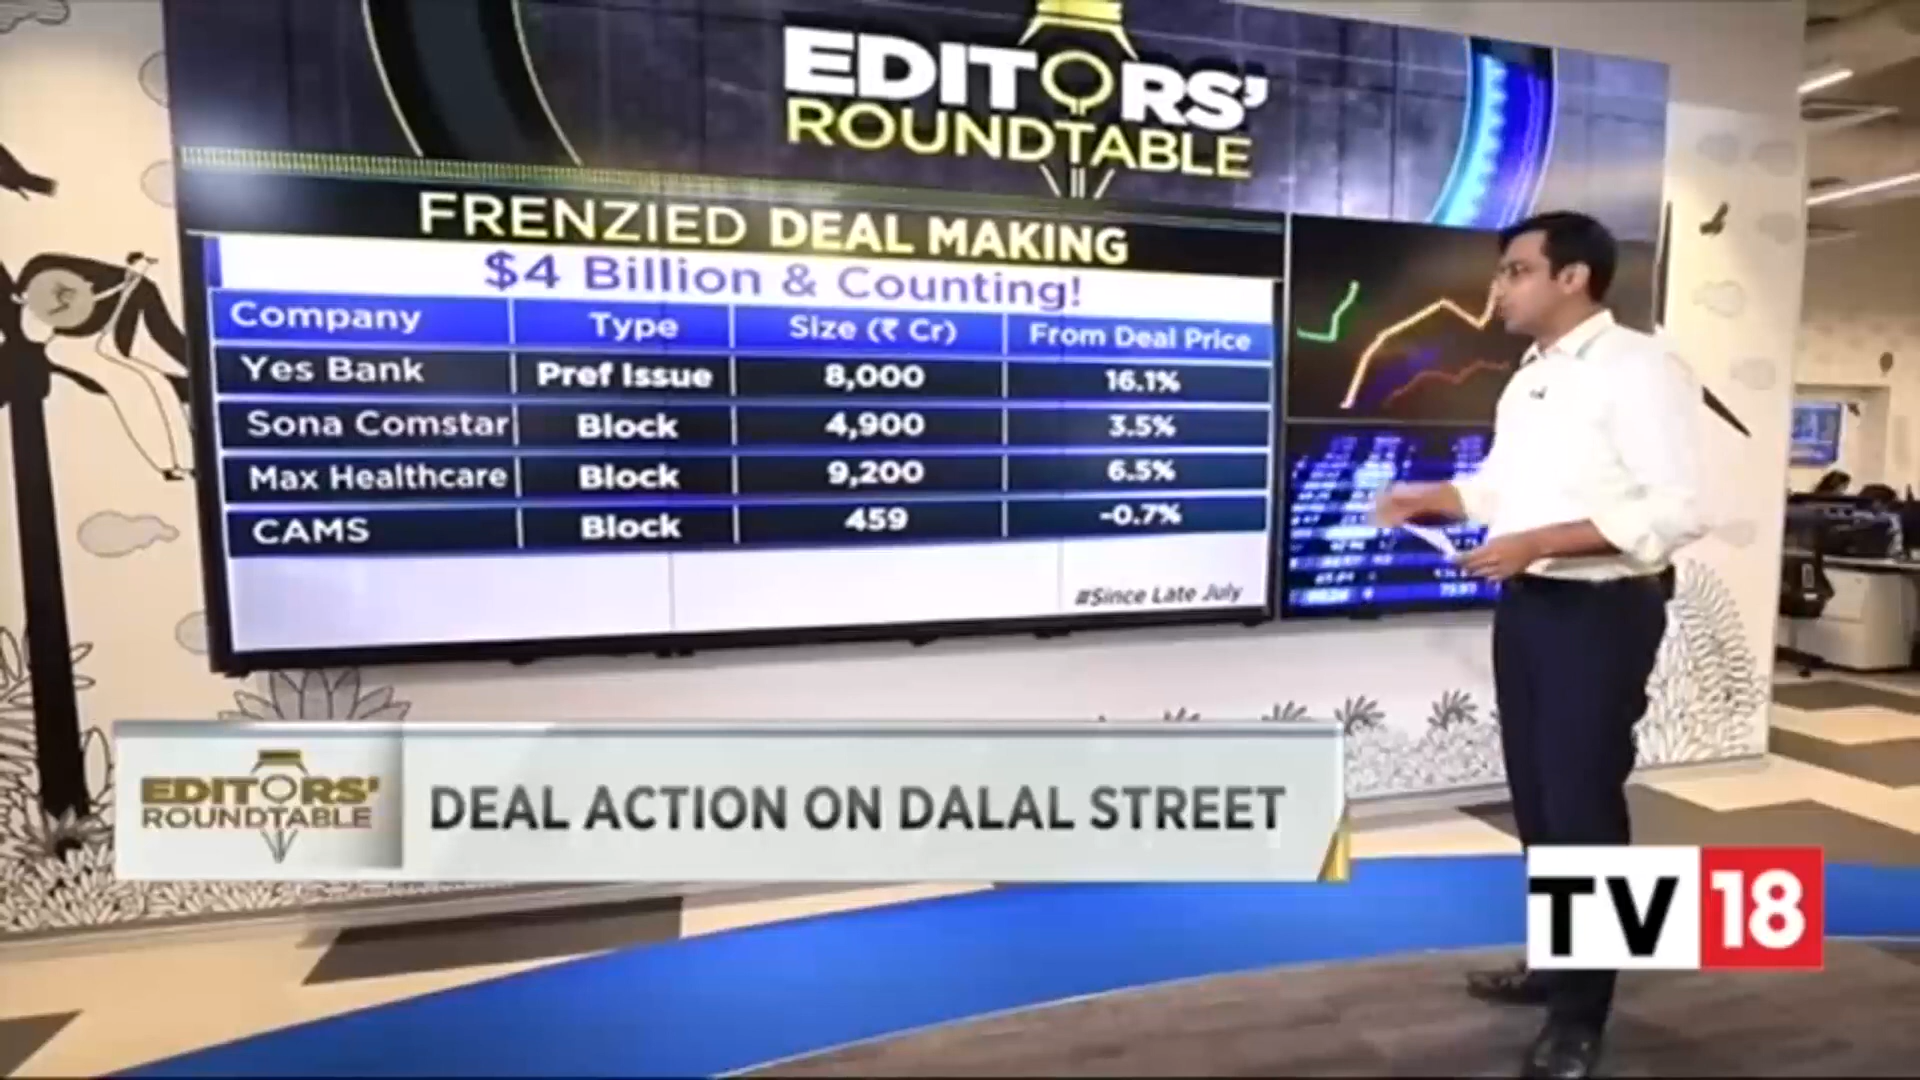 EDITORS'
ROUNDTABLE
FRENZIED DEAL MAKING
$4 Billion & Counting!
Company Type Size (₹ Cr) From Deal Price
Yes Bank Pref Issue 8,000 16.1%
Sona Comstar Block 4,900 3.5%
Max Healthcare Block 9,200 6.5%
CAMS Block 459 -0.7%
#Since Late July
EDITORS'
ROUNDTABLE
DEAL ACTION ON DALAL STREET
TV18